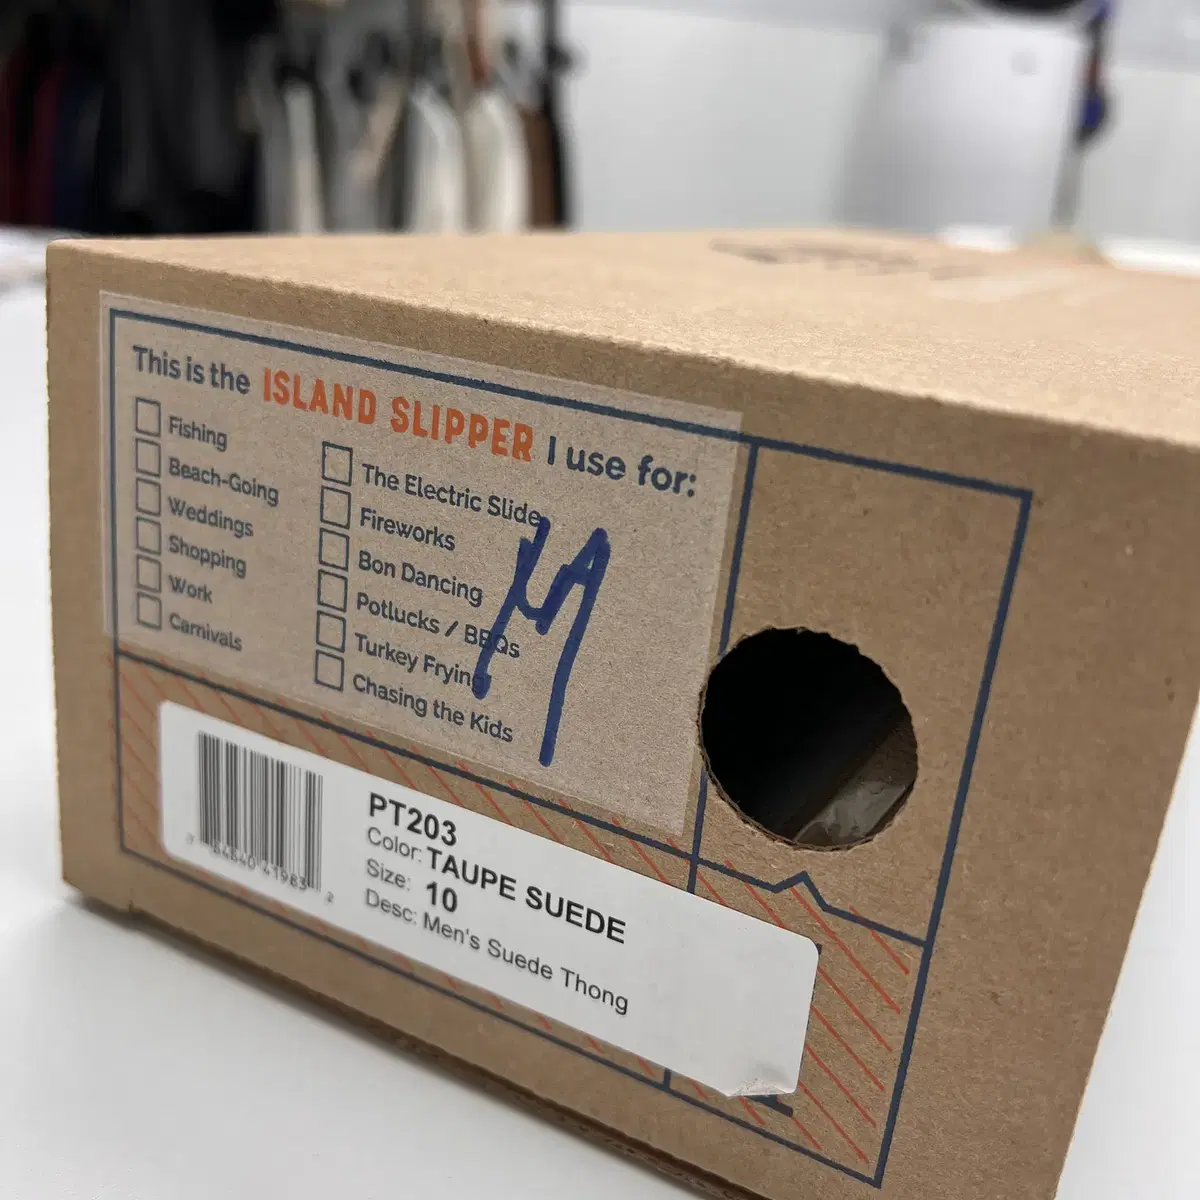 This is the ISLAND SLIPPER I use for:
Fishing
Beach-Going
Weddings
Shopping
Work
Carnivals
The Electric Slide
Fireworks
Bon Dancing
Potlucks / BBQs
Turkey Frying
Chasing the Kids
M
PT203
Color: TAUPE SUEDE
Size: 10
Desc: Men's Suede Thong